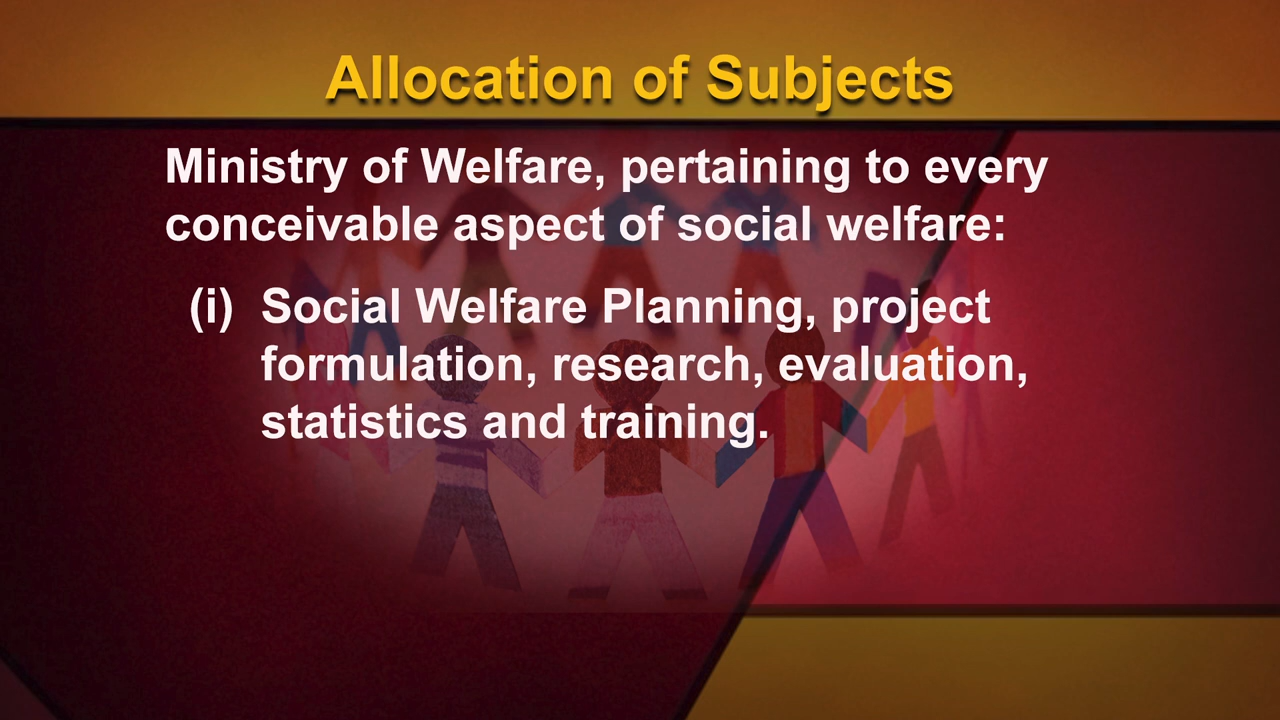 Allocation of Subjects
Ministry of Welfare, pertaining to every
conceivable aspect of social welfare:
(i) Social Welfare Planning, project
formulation, research, evaluation,
statistics and training.